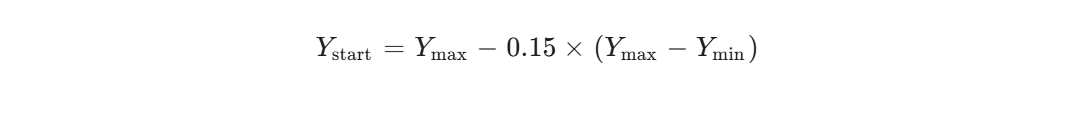 Y_start = Y_max − 0.15 × (Y_max − Y_min)